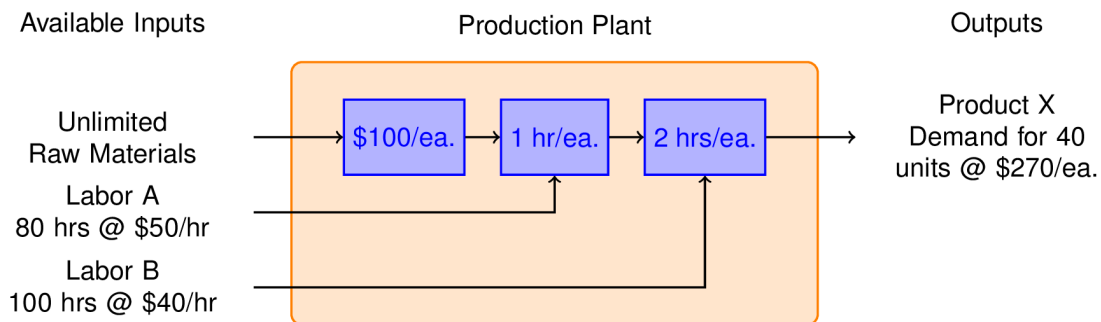 Available Inputs
Production Plant
Outputs
Unlimited
Raw Materials
Labor A
80 hrs @ $50/hr
Labor B
100 hrs @ $40/hr
$100/ea.
1 hr/ea.
2 hrs/ea.
Product X
Demand for 40
units @ $270/ea.